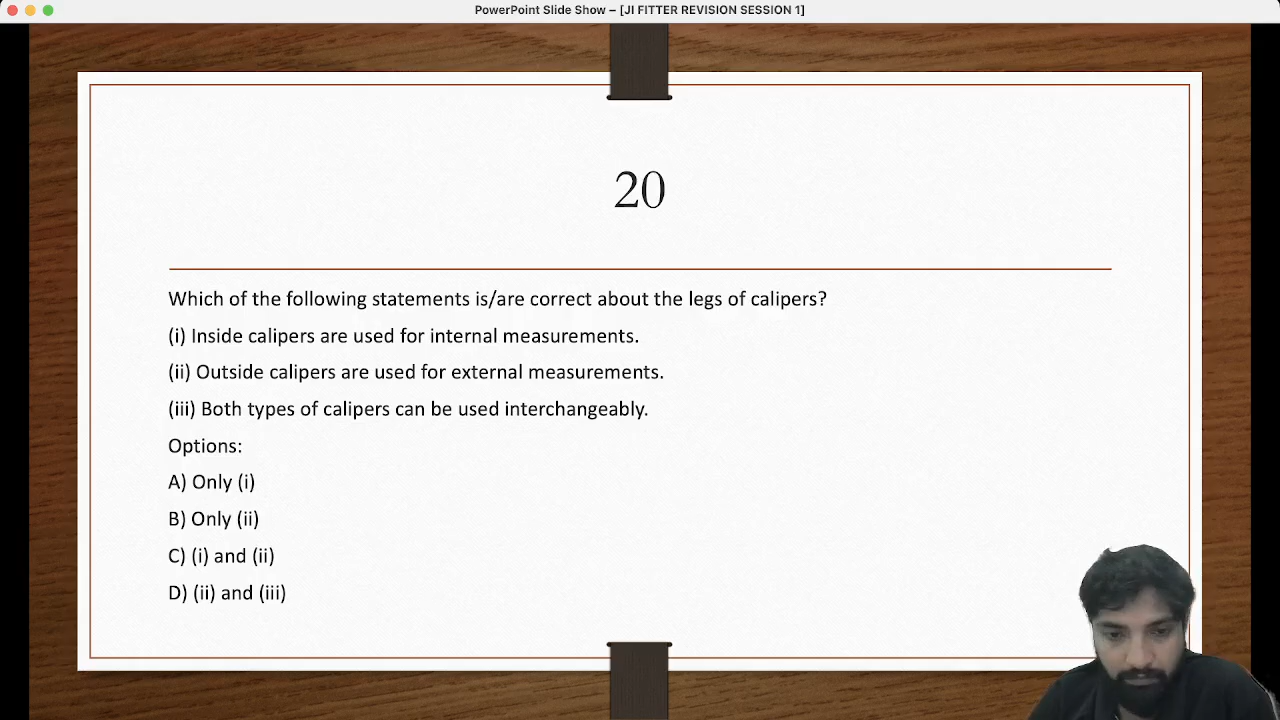 PowerPoint Slide Show – [JI FITTER REVISION SESSION 1]
20
Which of the following statements is/are correct about the legs of calipers?
(i) Inside calipers are used for internal measurements.
(ii) Outside calipers are used for external measurements.
(iii) Both types of calipers can be used interchangeably.
Options:
A) Only (i)
B) Only (ii)
C) (i) and (ii)
D) (ii) and (iii)